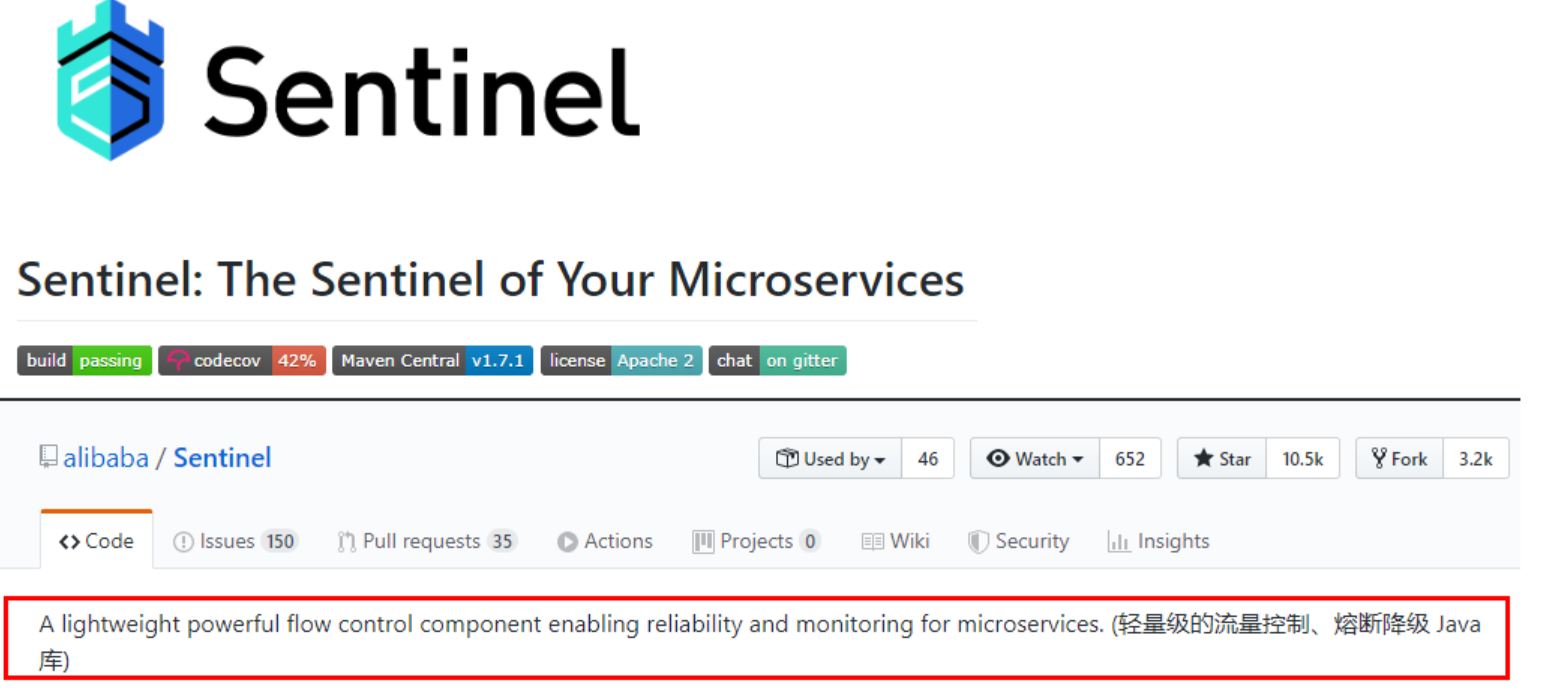 Sentinel
Sentinel: The Sentinel of Your Microservices
build passing codecov 42% Maven Central v1.7.1 license Apache 2 chat on gitter
alibaba / Sentinel Used by 46 Watch 652 Star 10.5k Fork 3.2k
Code Issues 150 Pull requests 35 Actions Projects 0 Wiki Security Insights
A lightweight powerful flow control component enabling reliability and monitoring for microservices. (轻量级的流量控制、熔断降级 Java
库)